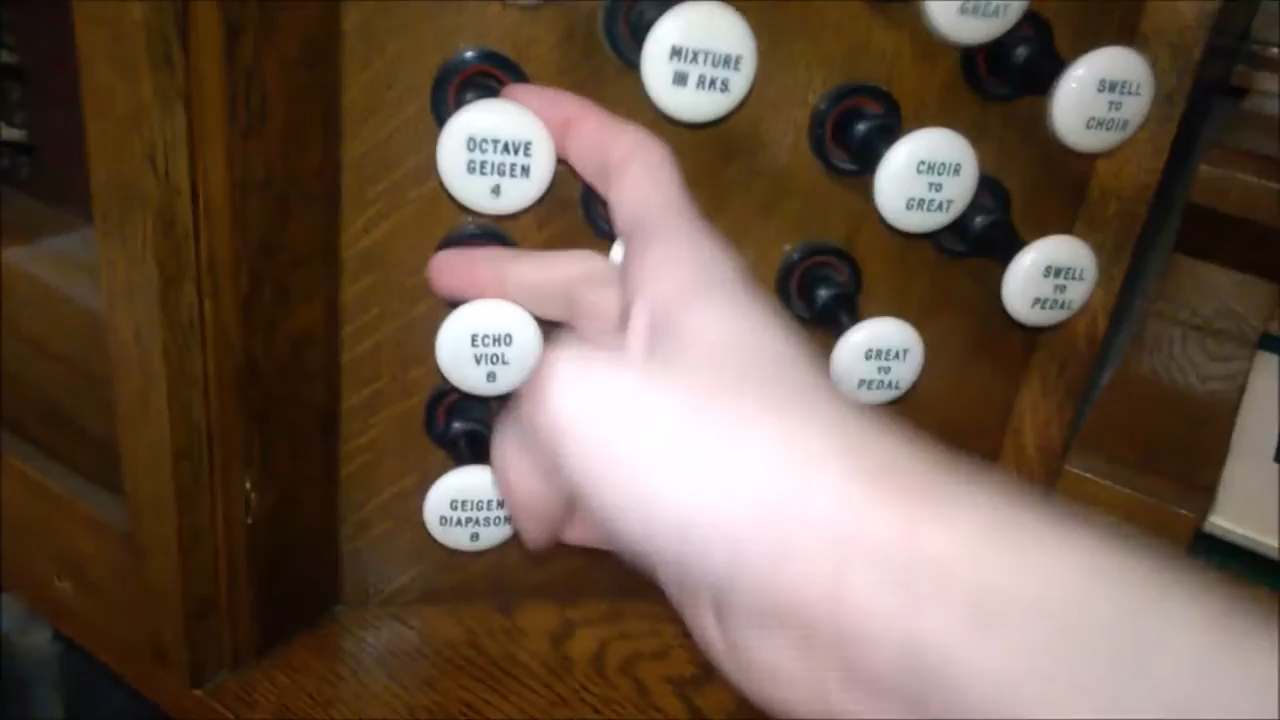 GREAT
MIXTURE
III RKS.
SWELL
TO
CHOIR
OCTAVE
GEIGEN
4
CHOIR
TO
GREAT
SWELL
TO
PEDAL
ECHO
VIOL
8
GREAT
TO
PEDAL
GEIGEN
DIAPASON
8